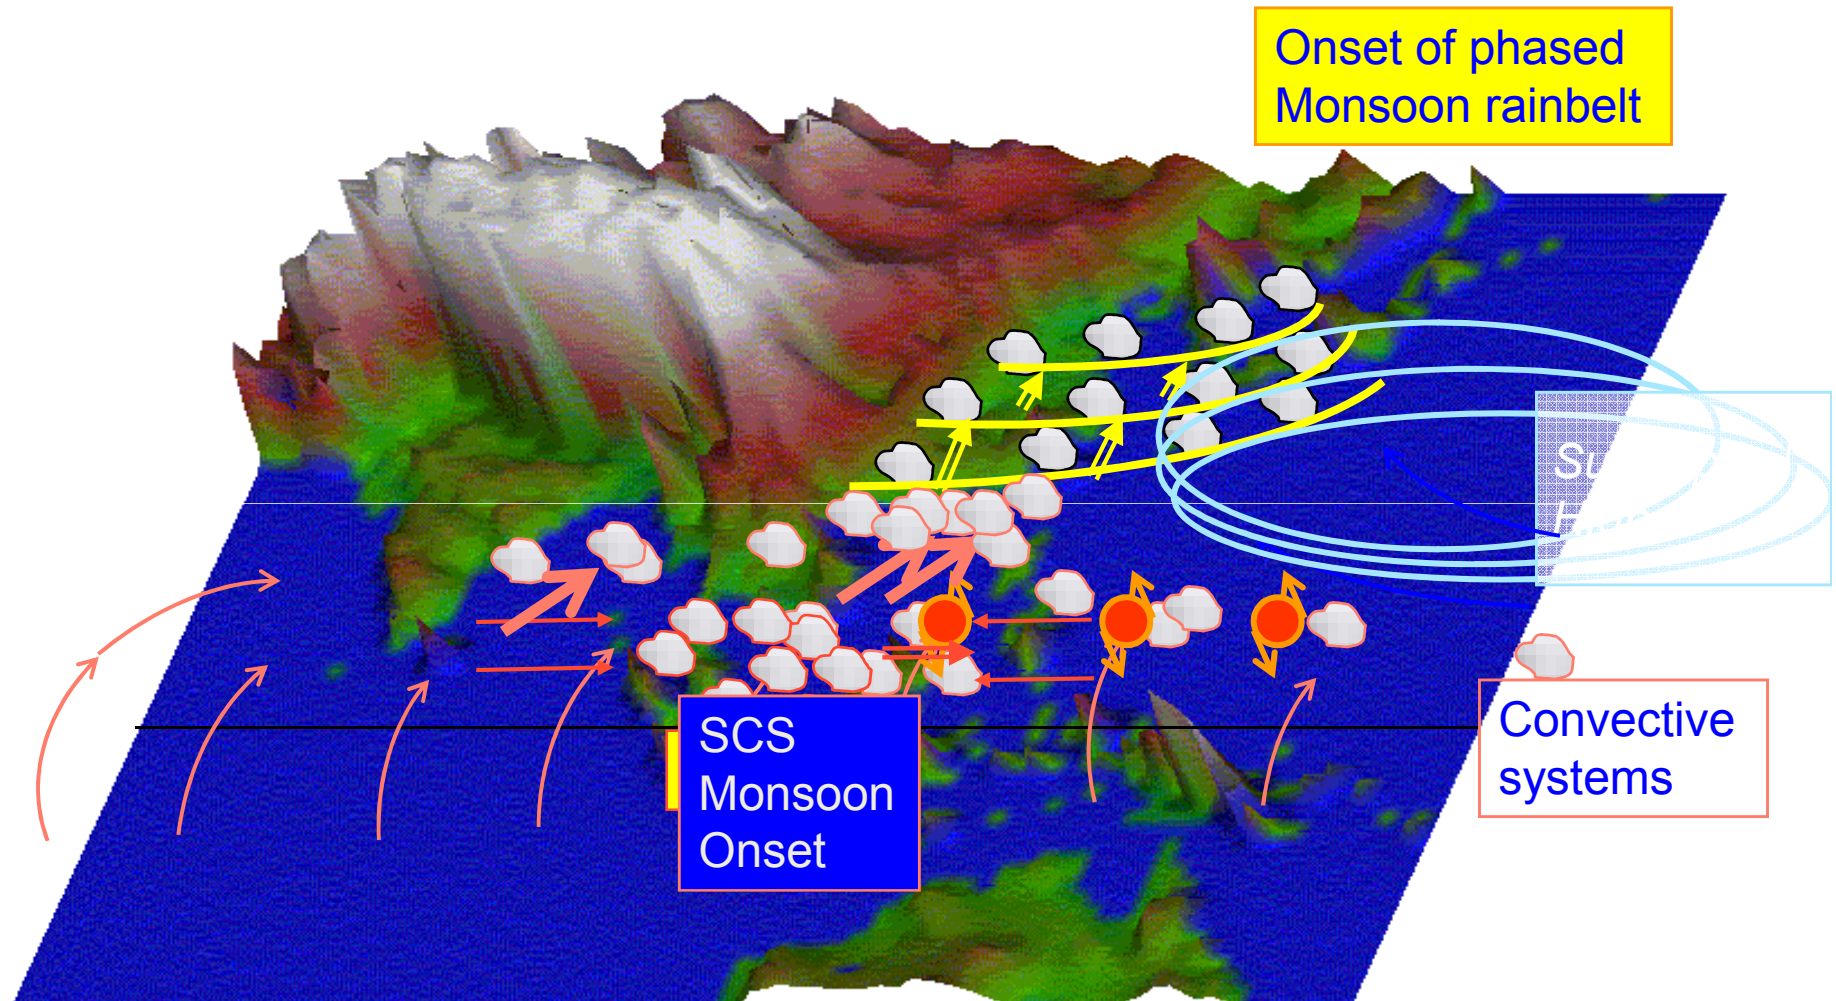 Onset of phased
Monsoon rainbelt
SCS
Monsoon
Onset
Convective
systems